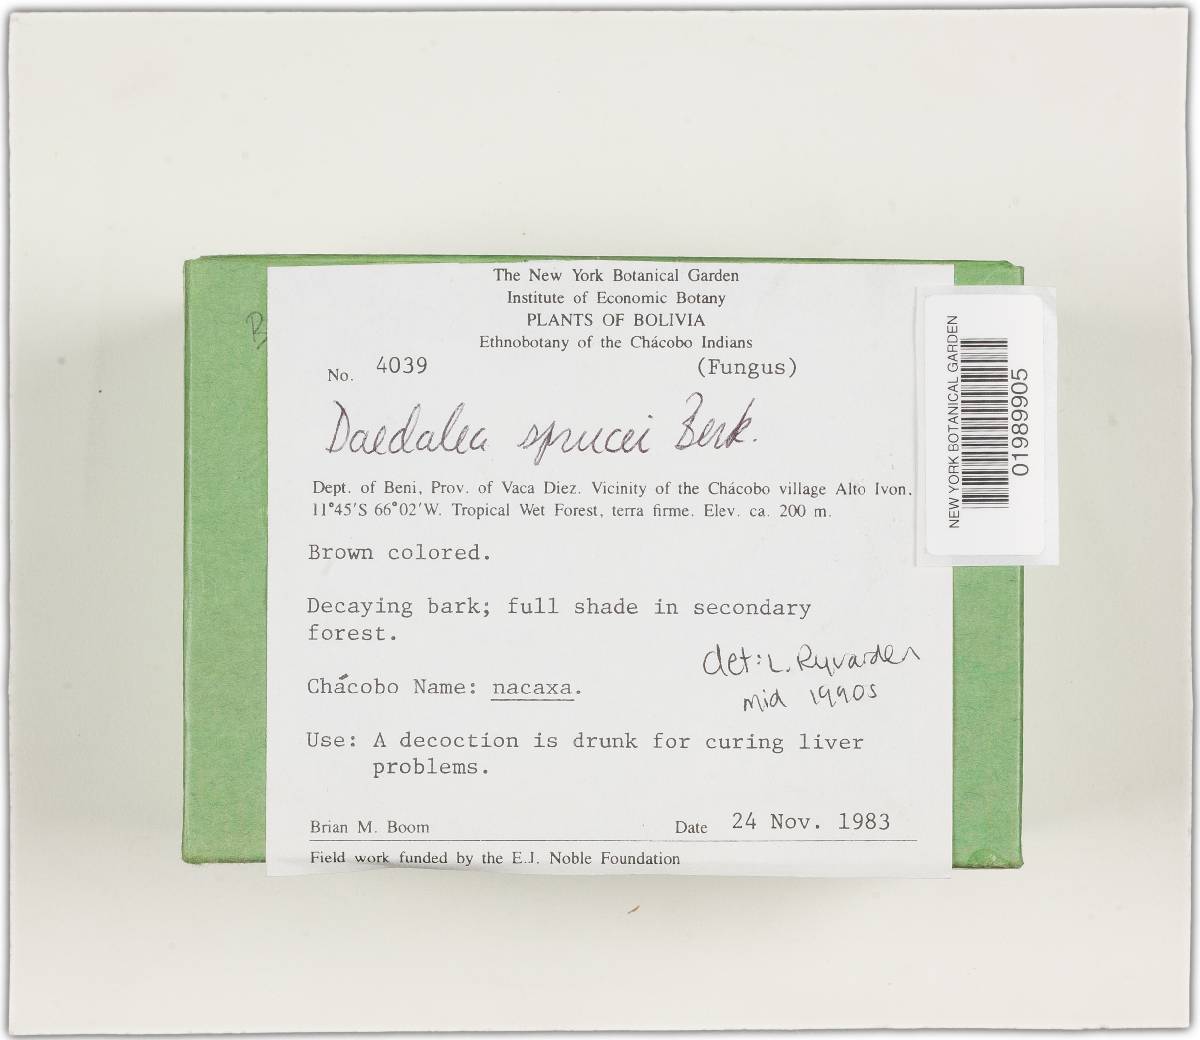 The New York Botanical Garden
Institute of Economic Botany
PLANTS OF BOLIVIA
Ethnobotany of the Chácobo Indians
No. 4039 (Fungus)
Daedalea sprucei Berk.
Dept. of Beni, Prov. of Vaca Diez. Vicinity of the Chácobo village Alto Ivon.
11°45'S 66°02'W. Tropical Wet Forest, terra firme. Elev. ca. 200 m.
Brown colored.
Decaying bark; full shade in secondary
forest.
det: L. Ryvarden
mid 1990s
Chácobo Name: nacaxa.
Use: A decoction is drunk for curing liver
problems.
Brian M. Boom Date 24 Nov. 1983
Field work funded by the E.J. Noble Foundation
NEW YORK BOTANICAL GARDEN
01989905